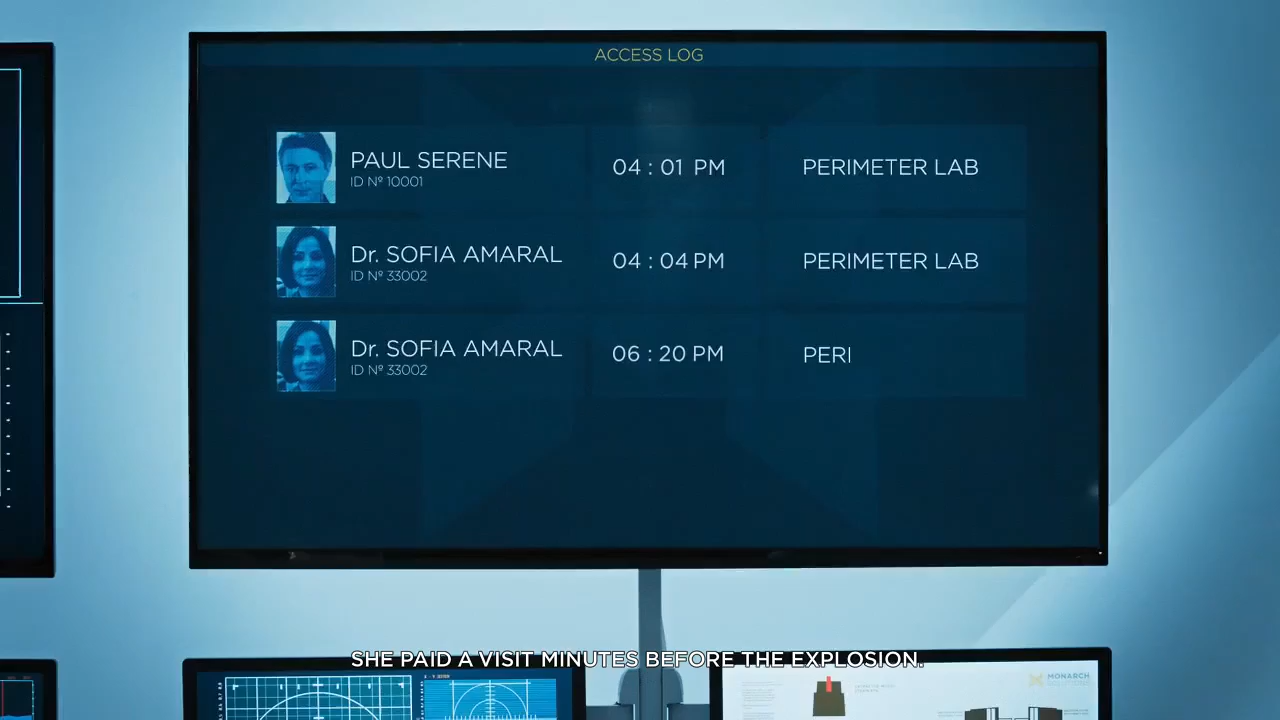 ACCESS LOG
PAUL SERENE
ID Nº 10001
04 : 01 PM
PERIMETER LAB
Dr. SOFIA AMARAL
ID Nº 33002
04 : 04 PM
PERIMETER LAB
Dr. SOFIA AMARAL
ID Nº 33002
06 : 20 PM
PERI
SHE PAID A VISIT MINUTES BEFORE THE EXPLOSION.
MONARCH